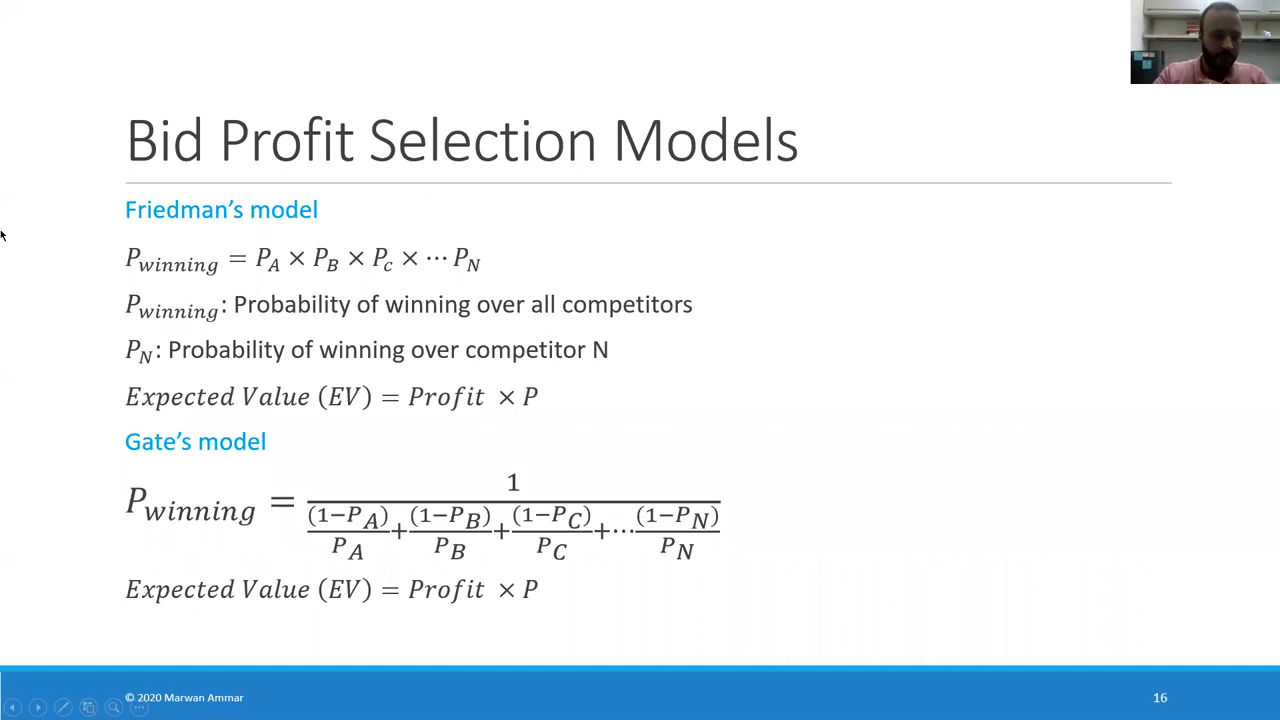 Bid Profit Selection Models
Friedman’s model
P_winning = P_A × P_B × P_c × ⋯ P_N
P_winning: Probability of winning over all competitors
P_N: Probability of winning over competitor N
Expected Value (EV) = Profit × P
Gate’s model
P_winning = 1 / ((1−P_A)/P_A + (1−P_B)/P_B + (1−P_C)/P_C + ⋯ (1−P_N)/P_N)
Expected Value (EV) = Profit × P
© 2020 Marwan Ammar
16